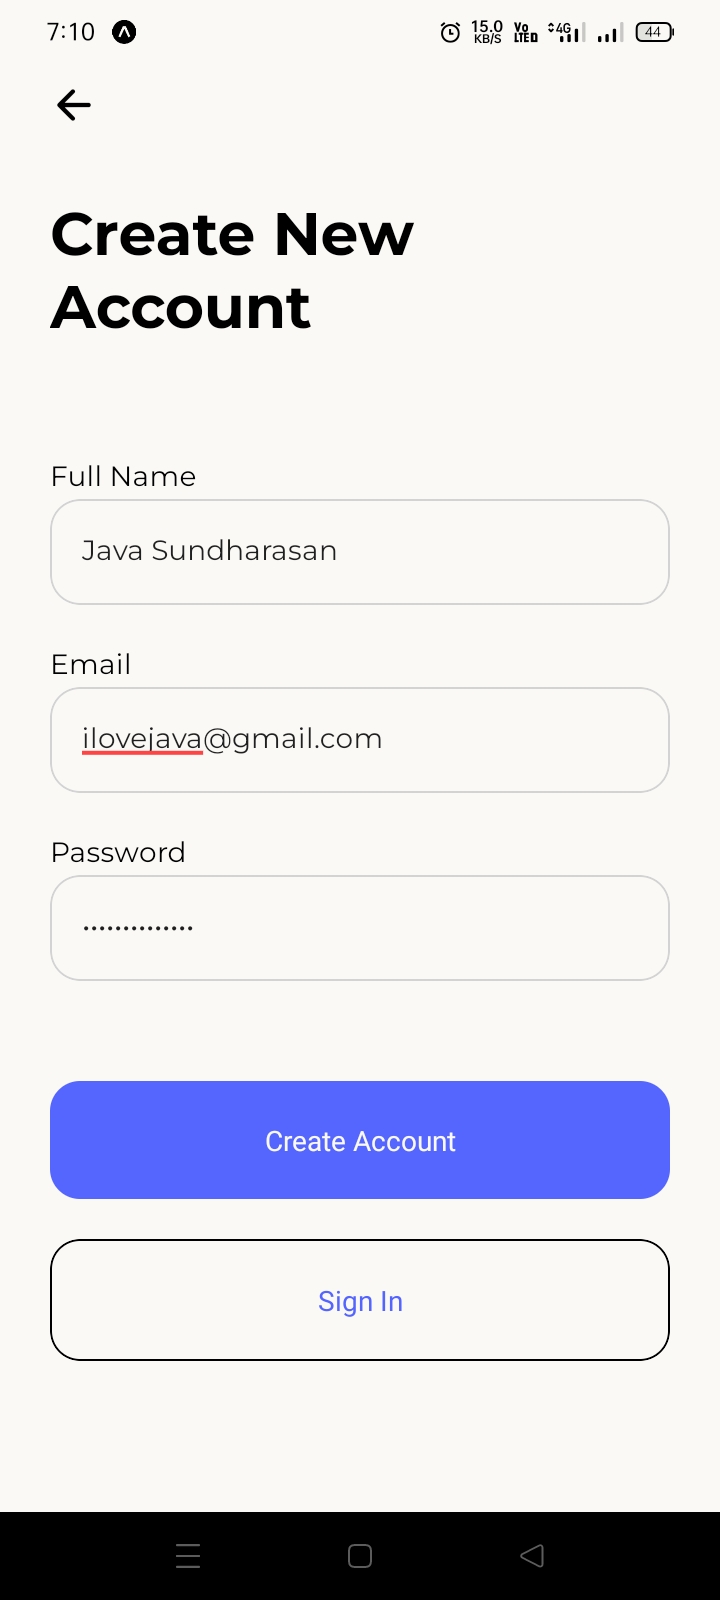 7:10 15.0 KB/S Vo LTE 4G 44
Create New
Account
Full Name
Java Sundharasan
Email
ilovejava@gmail.com
Password
••••••••••••••
Create Account
Sign In